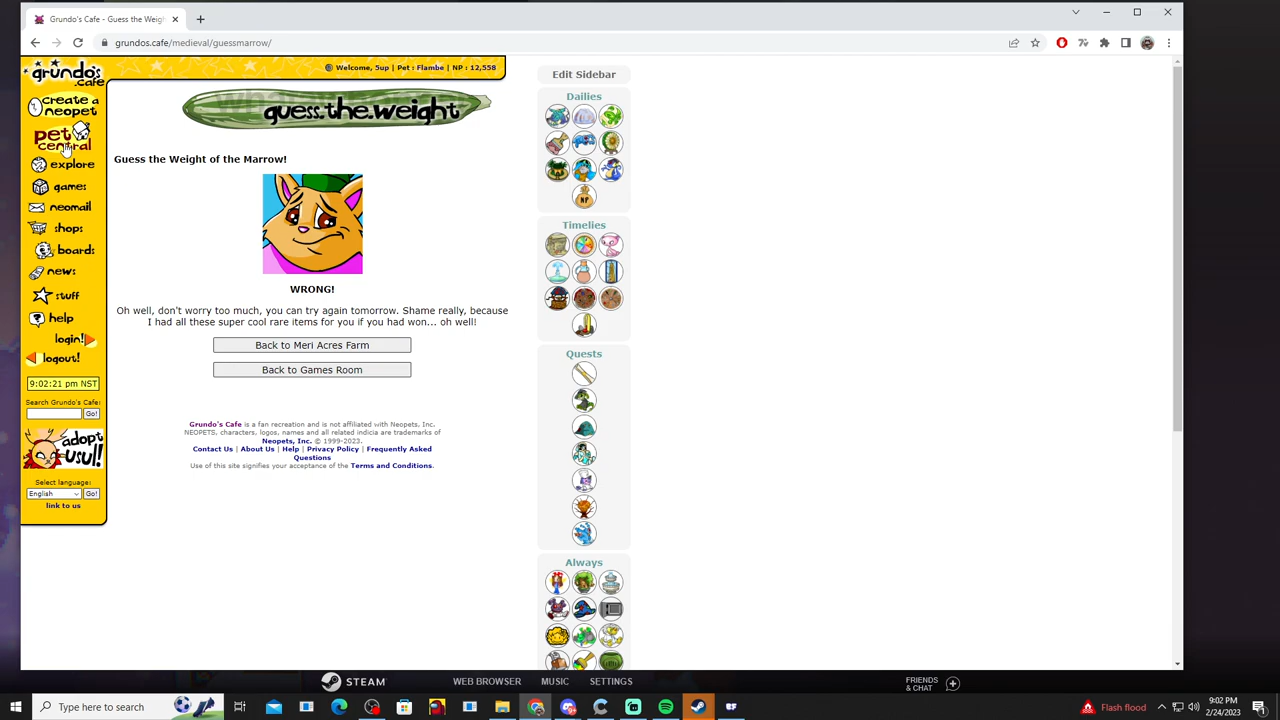 Grundo's Cafe - Guess the Weigh
grundos.cafe/medieval/guessmarrow/
grundo's .cafe
Welcome, 5up | Pet : Flambe | NP : 12,558
create a neopet
pet central
explore
games
neomail
shops
boards
news
stuff
help
login!
logout!
9:02:21 pm NST
Search Grundo's Cafe:
Go!
adopt usul!
Select language:
English
Go!
link to us
guess.the.weight
Guess the Weight of the Marrow!
WRONG!
Oh well, don't worry too much, you can try again tomorrow. Shame really, because
I had all these super cool rare items for you if you had won... oh well!
Back to Meri Acres Farm
Back to Games Room
Grundo's Cafe is a fan recreation and is not affiliated with Neopets, Inc.
NEOPETS, characters, logos, names and all related indicia are trademarks of
Neopets, Inc. © 1999-2023.
Contact Us | About Us | Help | Privacy Policy | Frequently Asked
Questions
Use of this site signifies your acceptance of the Terms and Conditions.
Edit Sidebar
Dailies
NP
Timelies
Quests
Always
STEAM
WEB BROWSER
MUSIC
SETTINGS
FRIENDS
& CHAT
Type here to search
Flash flood
9:02 PM
2/24/2023